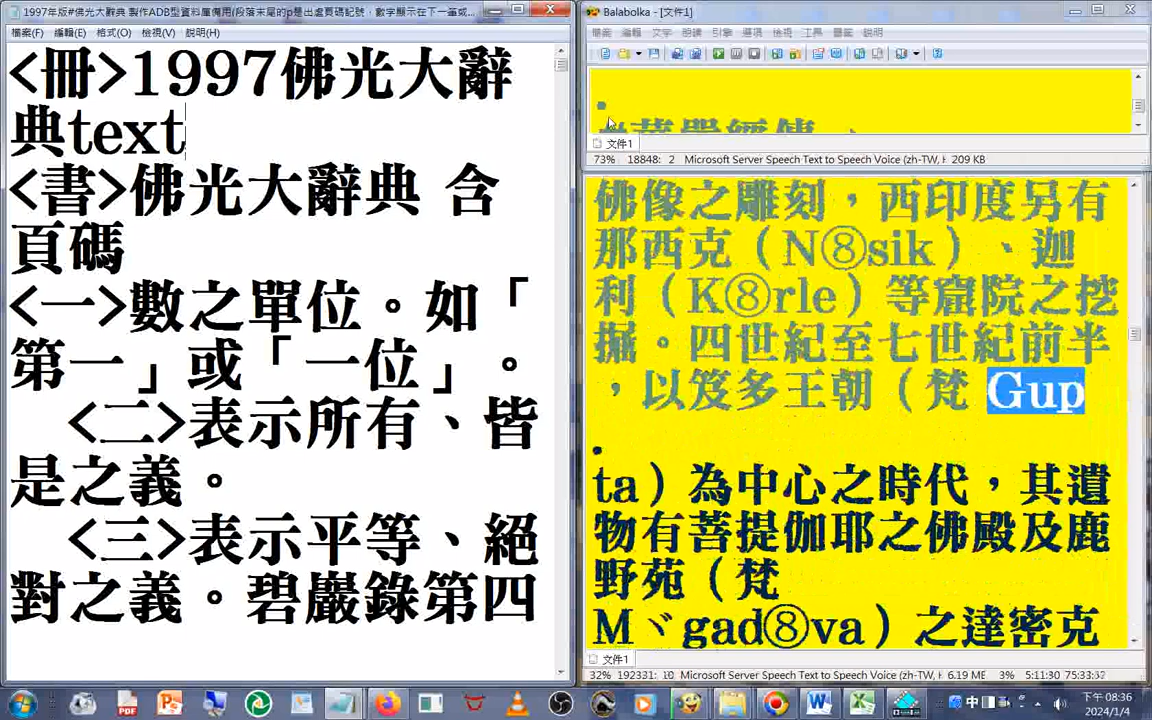 1997年版#佛光大辭典 製作ADB型資料庫備用(段落末尾的p是出處頁碼記號，數字顯示在下一筆或...
檔案(F) 編輯(E) 格式(O) 檢視(V) 說明(H)
<冊>1997佛光大辭
典text
<書>佛光大辭典 含
頁碼
<一>數之單位。如「
第一」或「一位」。
<二>表示所有、皆
是之義。
<三>表示平等、絕
對之義。碧巖錄第四
Balabolka - [文件1]
檔案 編輯 文字 朗讀 引擎 選項 檢視 工具 書籤 說明
文件1
73% 18848: 2 Microsoft Server Speech Text to Speech Voice (zh-TW, H 209 KB
佛像之雕刻，西印度另有
那西克（N⑧sik）、迦
利（K⑧rle）等窟院之挖
掘。四世紀至七世紀前半
，以笈多王朝（梵 Gup
ta）為中心之時代，其遺
物有菩提伽耶之佛殿及鹿
野苑（梵
Mヾgad⑧va）之達密克
文件1
32% 192331: 10 Microsoft Server Speech Text to Speech Voice (zh-TW, H 6.19 ME 3% 5:11:30 75:33:37
中
下午 08:36
2024/1/4